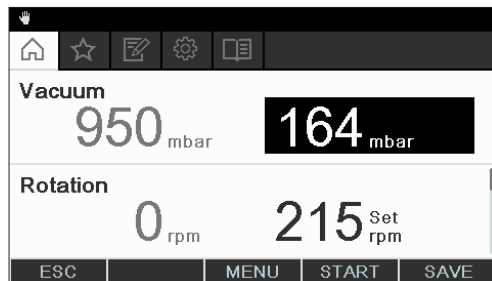 Vacuum
950 mbar 164 mbar
Rotation
0 rpm 215 Set rpm
ESC MENU START SAVE